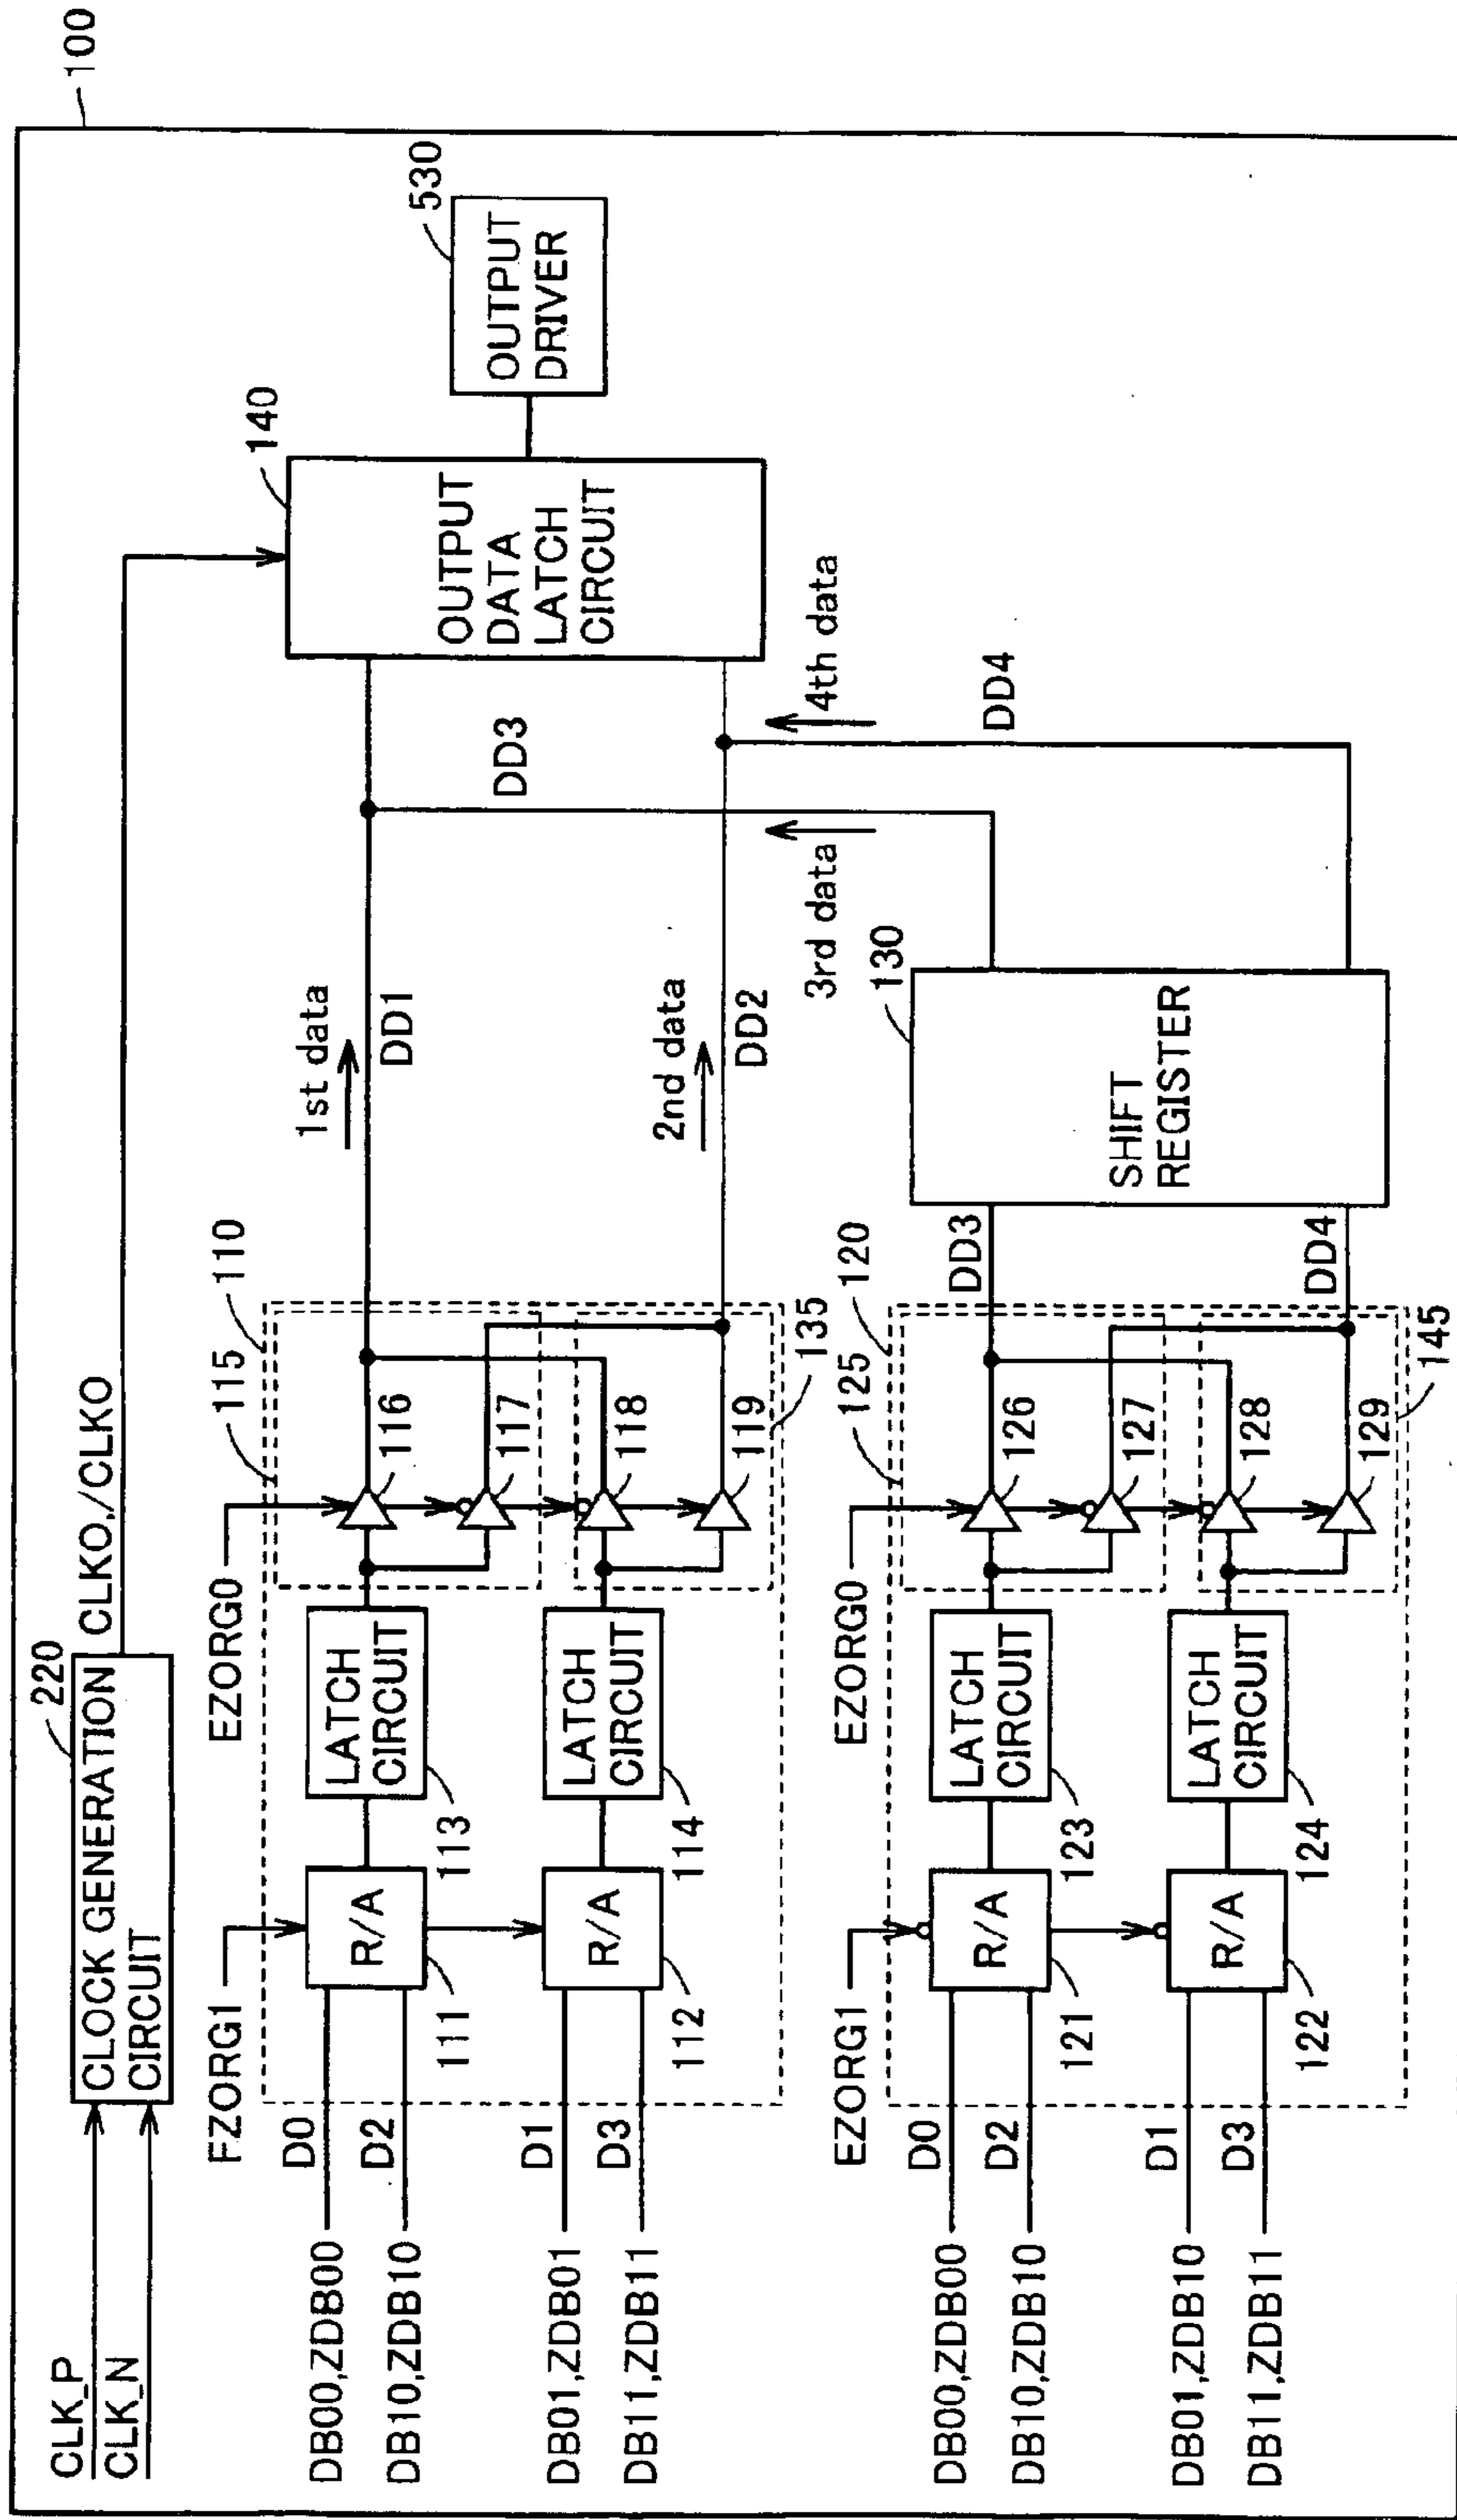 100
CLK_P
CLK_N
220
CLOCK GENERATION
CIRCUIT
CLKO,/CLKO
140
OUTPUT
DATA
LATCH
CIRCUIT
530
OUTPUT
DRIVER
FZORG1
EZORG0
115
110
DB00,ZDB00
D0
DB10,ZDB10
D2
R/A
111
LATCH
CIRCUIT
113
116
117
1st data
DD1
DD3
DB01,ZDB01
D1
DB11,ZDB11
D3
R/A
112
LATCH
CIRCUIT
114
118
119
135
2nd data
DD2
3rd data
4th data
DD4
EZORG1
EZORG0
125
120
DB00,ZDB00
D0
DB10,ZDB10
D2
R/A
121
LATCH
CIRCUIT
123
126
127
DD3
130
SHIFT
REGISTER
DB01,ZDB10
D1
DB11,ZDB11
D3
R/A
122
LATCH
CIRCUIT
124
128
129
DD4
145